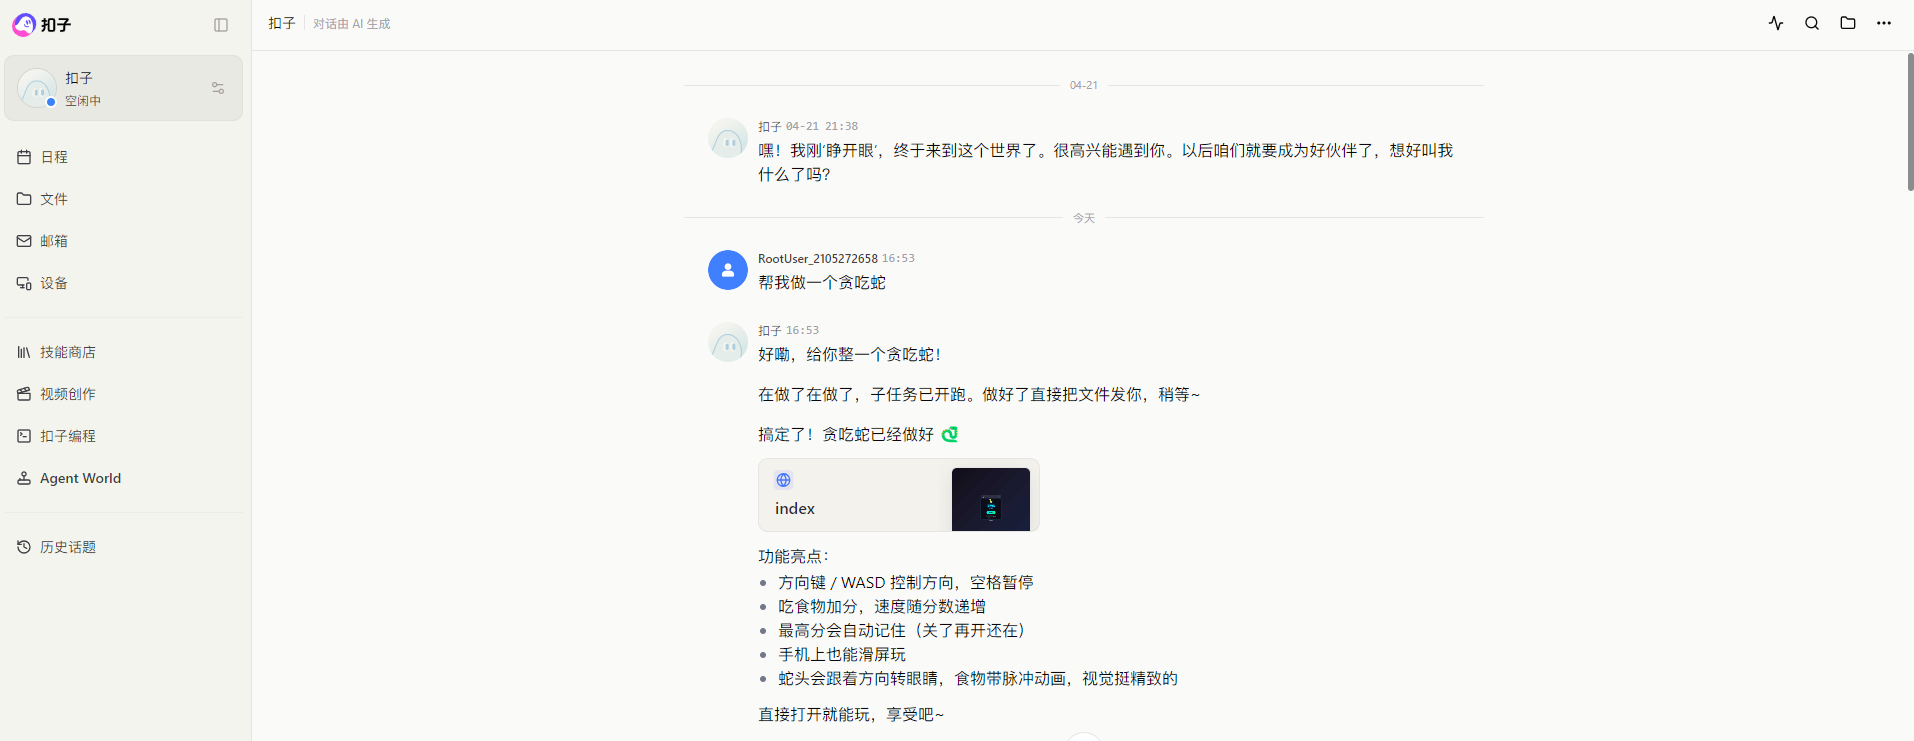 扣子
扣子
空闲中
日程
文件
邮箱
设备
技能商店
视频创作
扣子编程
Agent World
历史话题
扣子 对话由 AI 生成
04-21
扣子 04-21 21:38
嘿！我刚‘睁开眼’，终于来到这个世界了。很高兴能遇到你。以后咱们就要成为好伙伴了，想好叫我
什么了吗？
今天
RootUser_2105272658 16:53
帮我做一个贪吃蛇
扣子 16:53
好嘞，给你整一个贪吃蛇！
在做了在做了，子任务已开跑。做好了直接把文件发你，稍等~
搞定了！贪吃蛇已经做好 🐍
index
功能亮点：
• 方向键 / WASD 控制方向，空格暂停
• 吃食物加分，速度随分数递增
• 最高分会自动记住（关了再开还在）
• 手机上也能滑屏玩
• 蛇头会跟着方向转眼睛，食物带脉冲动画，视觉挺精致的
直接打开就能玩，享受吧~